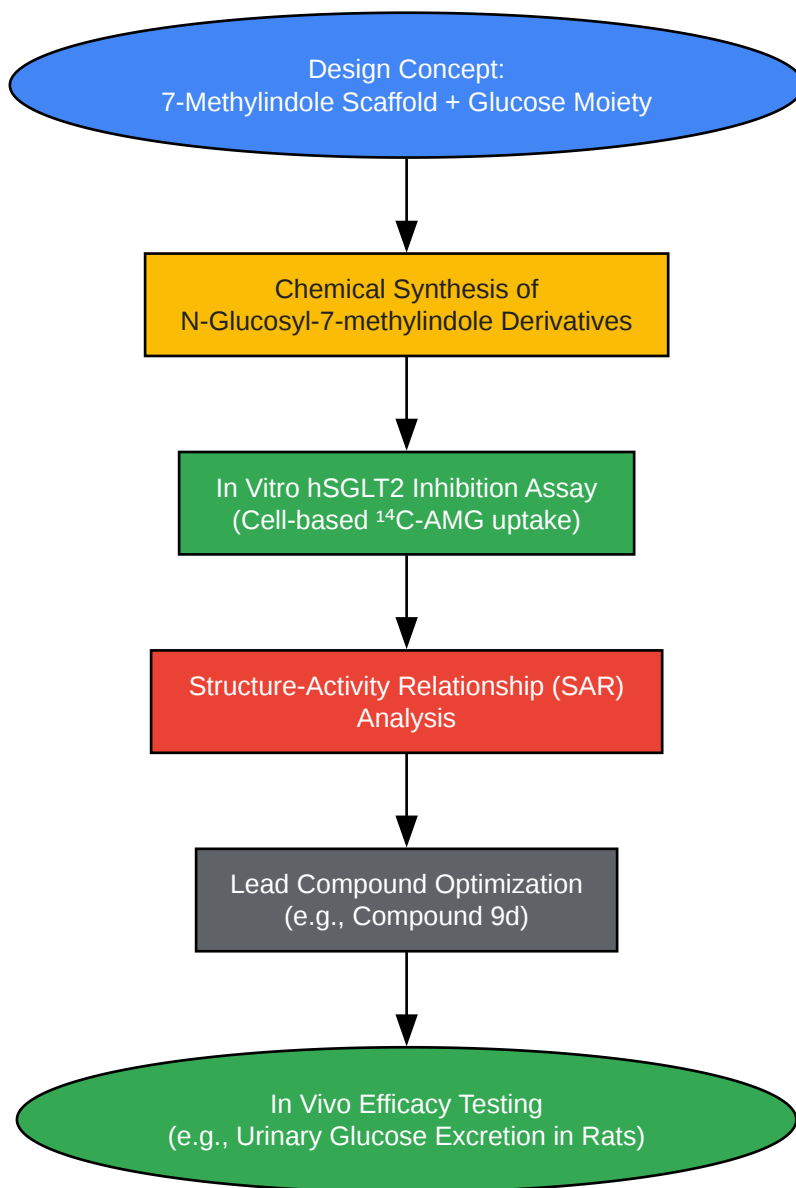 Design Concept:
7-Methylindole Scaffold + Glucose Moiety
Chemical Synthesis of
N-Glucosyl-7-methylindole Derivatives
In Vitro hSGLT2 Inhibition Assay
(Cell-based ¹⁴C-AMG uptake)
Structure-Activity Relationship (SAR)
Analysis
Lead Compound Optimization
(e.g., Compound 9d)
In Vivo Efficacy Testing
(e.g., Urinary Glucose Excretion in Rats)